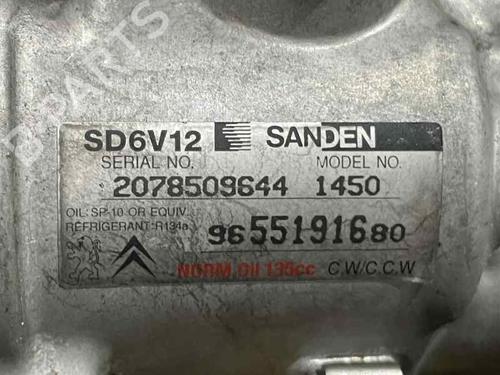 SD6V12 SANDEN
SERIAL NO. MODEL NO.
2078509644 1450
OIL: SP-10 OR EQUIV.
REFRIGERANT: R134a
9655191680
NORM.OIl 135cc C.W/C.C.W
B-PARTS